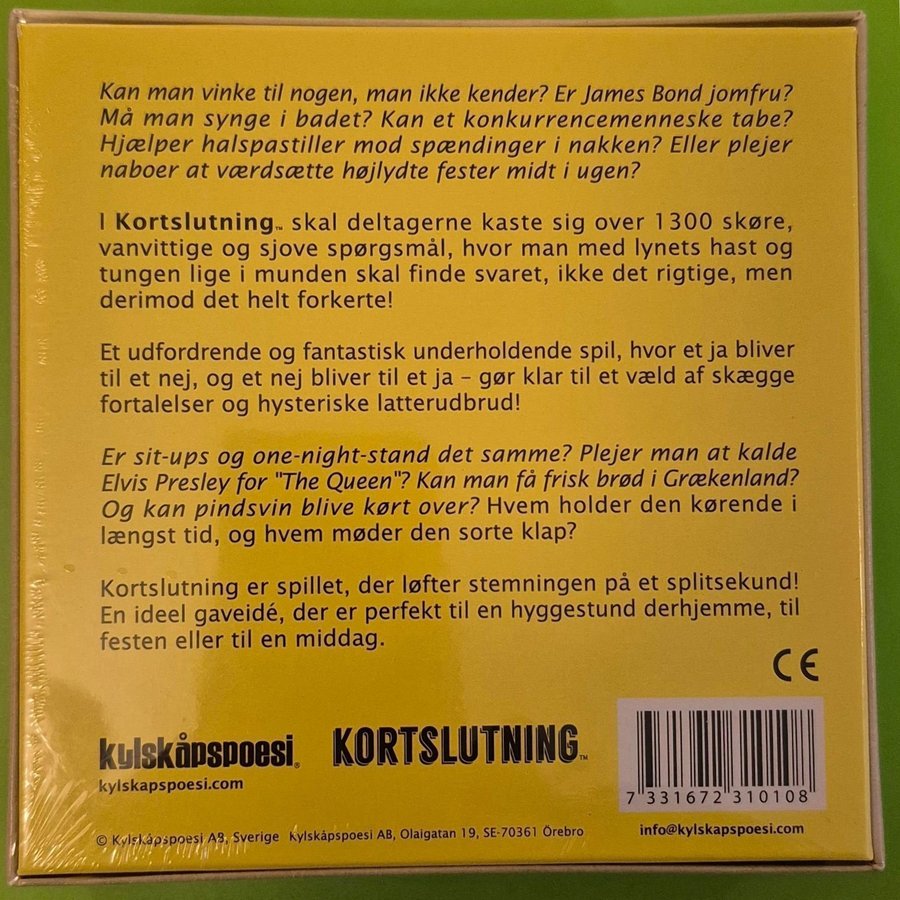 Kan man vinke til nogen, man ikke kender? Er James Bond jomfru?
Må man synge i badet? Kan et konkurrencemenneske tabe?
Hjælper halspastiller mod spændinger i nakken? Eller plejer
naboer at værdsætte højlydte fester midt i ugen?
I Kortslutning™ skal deltagerne kaste sig over 1300 skøre,
vanvittige og sjove spørgsmål, hvor man med lynets hast og
tungen lige i munden skal finde svaret, ikke det rigtige, men
derimod det helt forkerte!
Et udfordrende og fantastisk underholdende spil, hvor et ja bliver
til et nej, og et nej bliver til et ja – gør klar til et væld af skægge
fortalelser og hysteriske latterudbrud!
Er sit-ups og one-night-stand det samme? Plejer man at kalde
Elvis Presley for "The Queen"? Kan man få frisk brød i Grækenland?
Og kan pindsvin blive kørt over? Hvem holder den kørende i
længst tid, og hvem møder den sorte klap?
Kortslutning er spillet, der løfter stemningen på et splitsekund!
En ideel gaveidé, der er perfekt til en hyggestund derhjemme, til
festen eller til en middag.
CE
kylskåpspoesi®
KORTSLUTNING™
kylskapspoesi.com
7 331672 310108
© Kylskåpspoesi AB, Sverige Kylskåpspoesi AB, Olaigatan 19, SE-70361 Örebro
info@kylskapspoesi.com